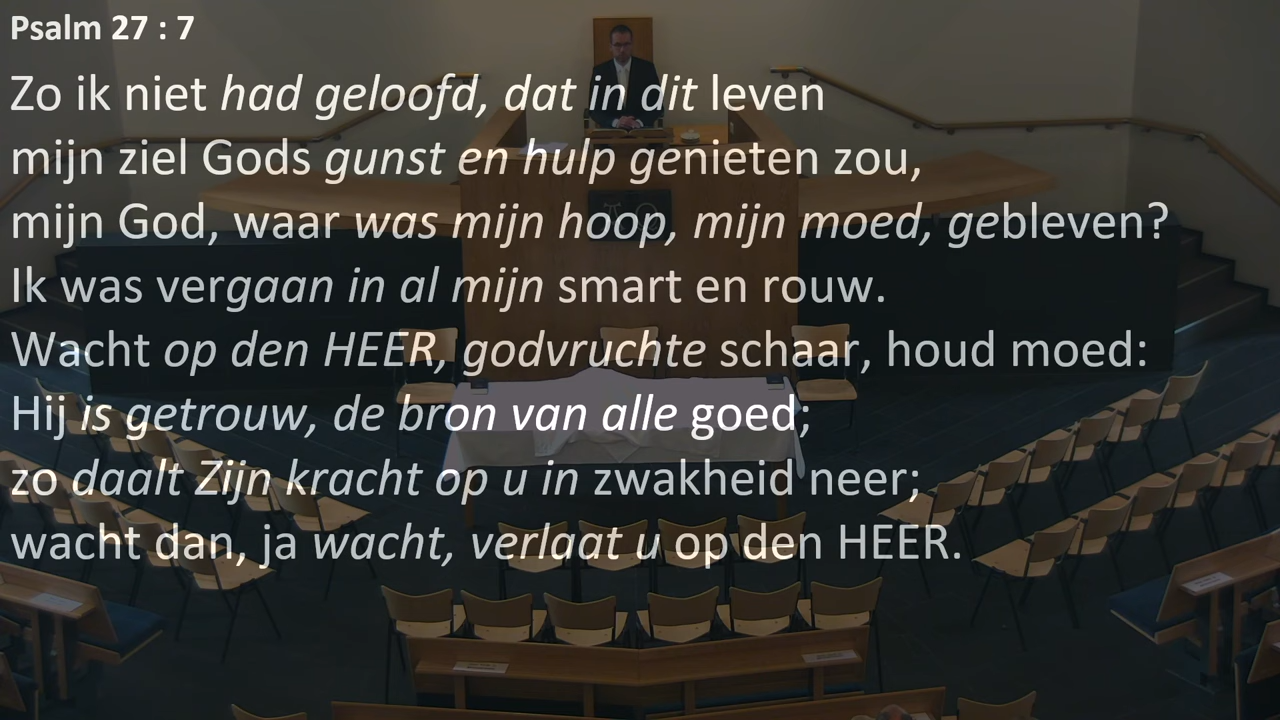 Psalm 27 : 7
Zo ik niet had geloofd, dat in dit leven
mijn ziel Gods gunst en hulp genieten zou,
mijn God, waar was mijn hoop, mijn moed, gebleven?
Ik was vergaan in al mijn smart en rouw.
Wacht op den HEER, godvruchte schaar, houd moed:
Hij is getrouw, de bron van alle goed;
zo daalt Zijn kracht op u in zwakheid neer;
wacht dan, ja wacht, verlaat u op den HEER.